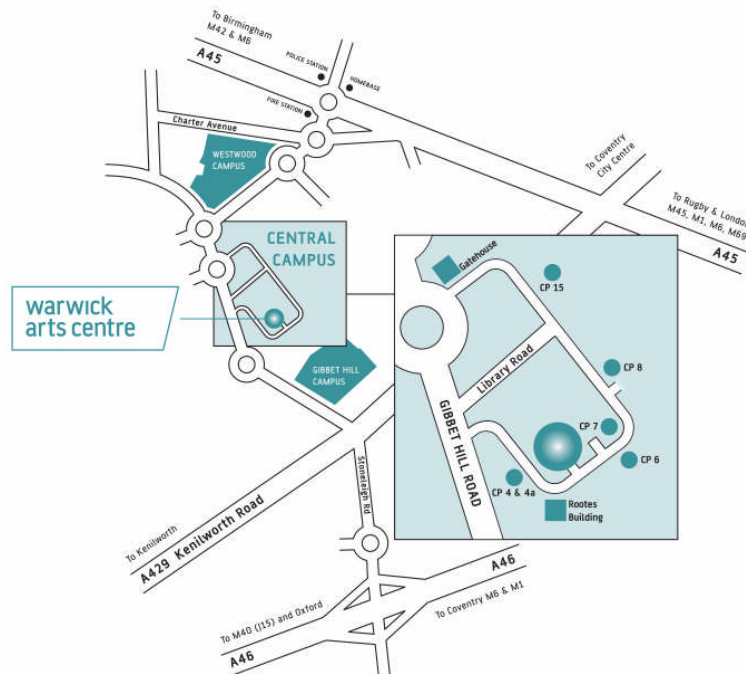 To Birmingham
M42 & M6
A45
POLICE STATION
HOMEBASE
FIRE STATION
Charter Avenue
WESTWOOD
CAMPUS
To Coventry
City Centre
To Rugby & London
M45, M1, M6, M69
A45
CENTRAL
CAMPUS
warwick
arts centre
GIBBET HILL
CAMPUS
Gatehouse
CP 15
Library Road
CP 8
GIBBET HILL ROAD
CP 7
CP 6
CP 4 & 4a
Rootes
Building
Stoneleigh Rd
To Kenilworth
A429 Kenilworth Road
A46
To Coventry M6 & M1
To M40 (J15) and Oxford
A46